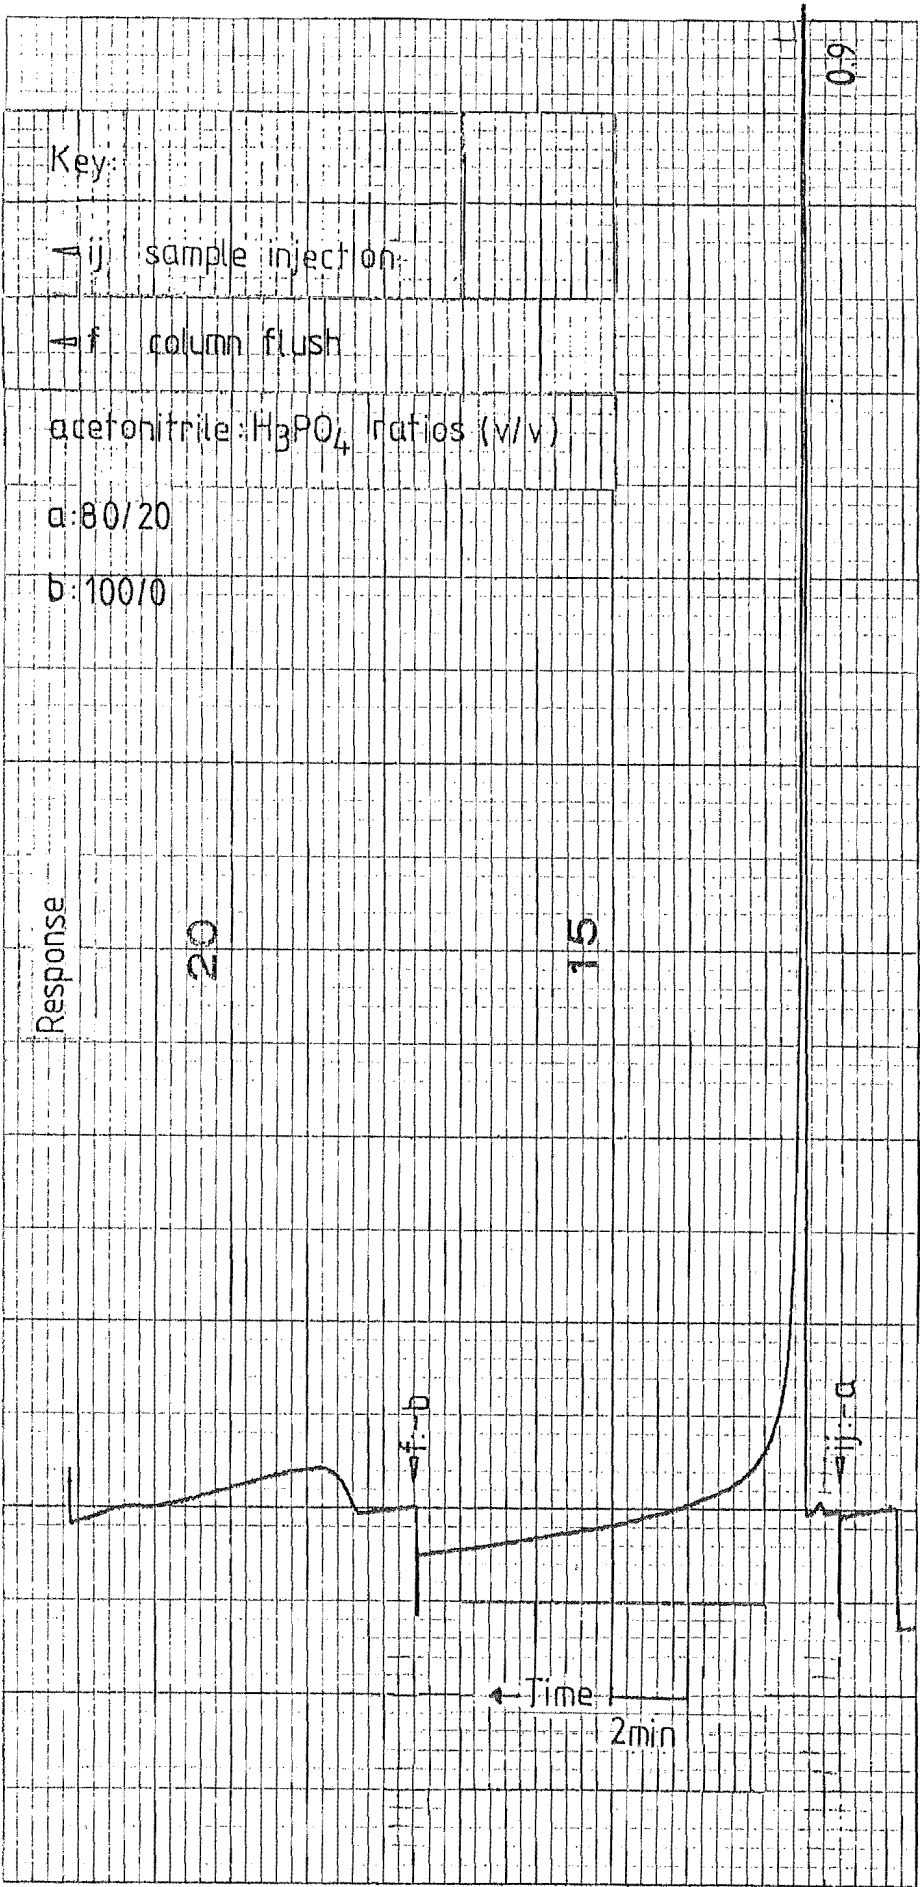 0.9
Key:
ij sample injection
f column flush
acetonitrile:H₃PO₄ ratios (v/v)
a:80/20
b:100/0
Response
20
15
f:-b
ij:-a
Time
2min